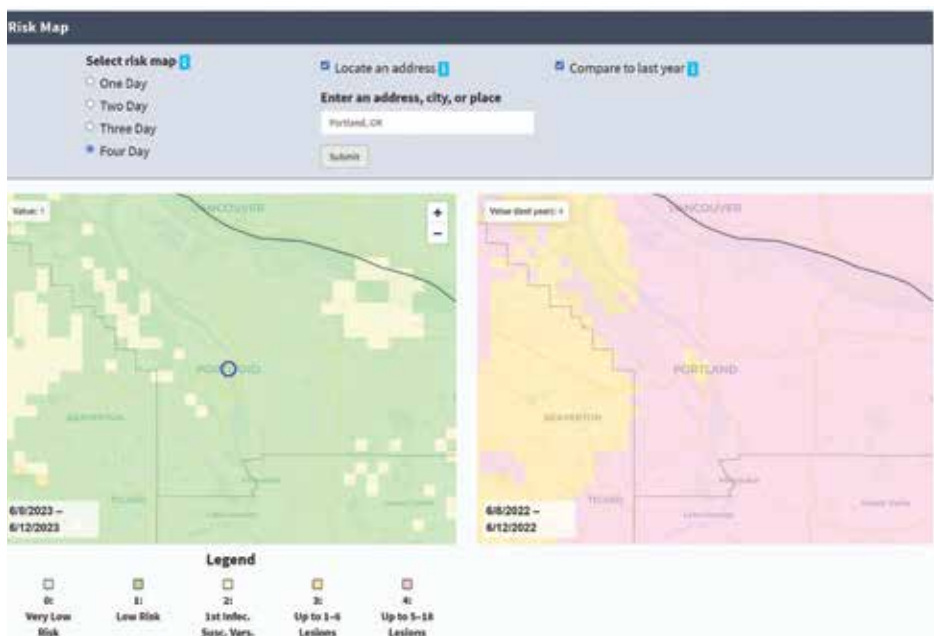 Risk Map
Select risk map i
One Day
Two Day
Three Day
Four Day
Locate an address i
Enter an address, city, or place
Portland, OR
Submit
Compare to last year i
Value: 1
VANCOUVER
+
−
PORTLAND
BEAVERTON
TIGARD
6/8/2023 –
6/12/2023
Value (last year): 4
VANCOUVER
PORTLAND
BEAVERTON
TIGARD
6/8/2022 –
6/12/2022
Legend
0:
Very Low
Risk
1:
Low Risk
2:
1st Infec.
Susc. Vars.
3:
Up to 1–6
Lesions
4:
Up to 5–18
Lesions